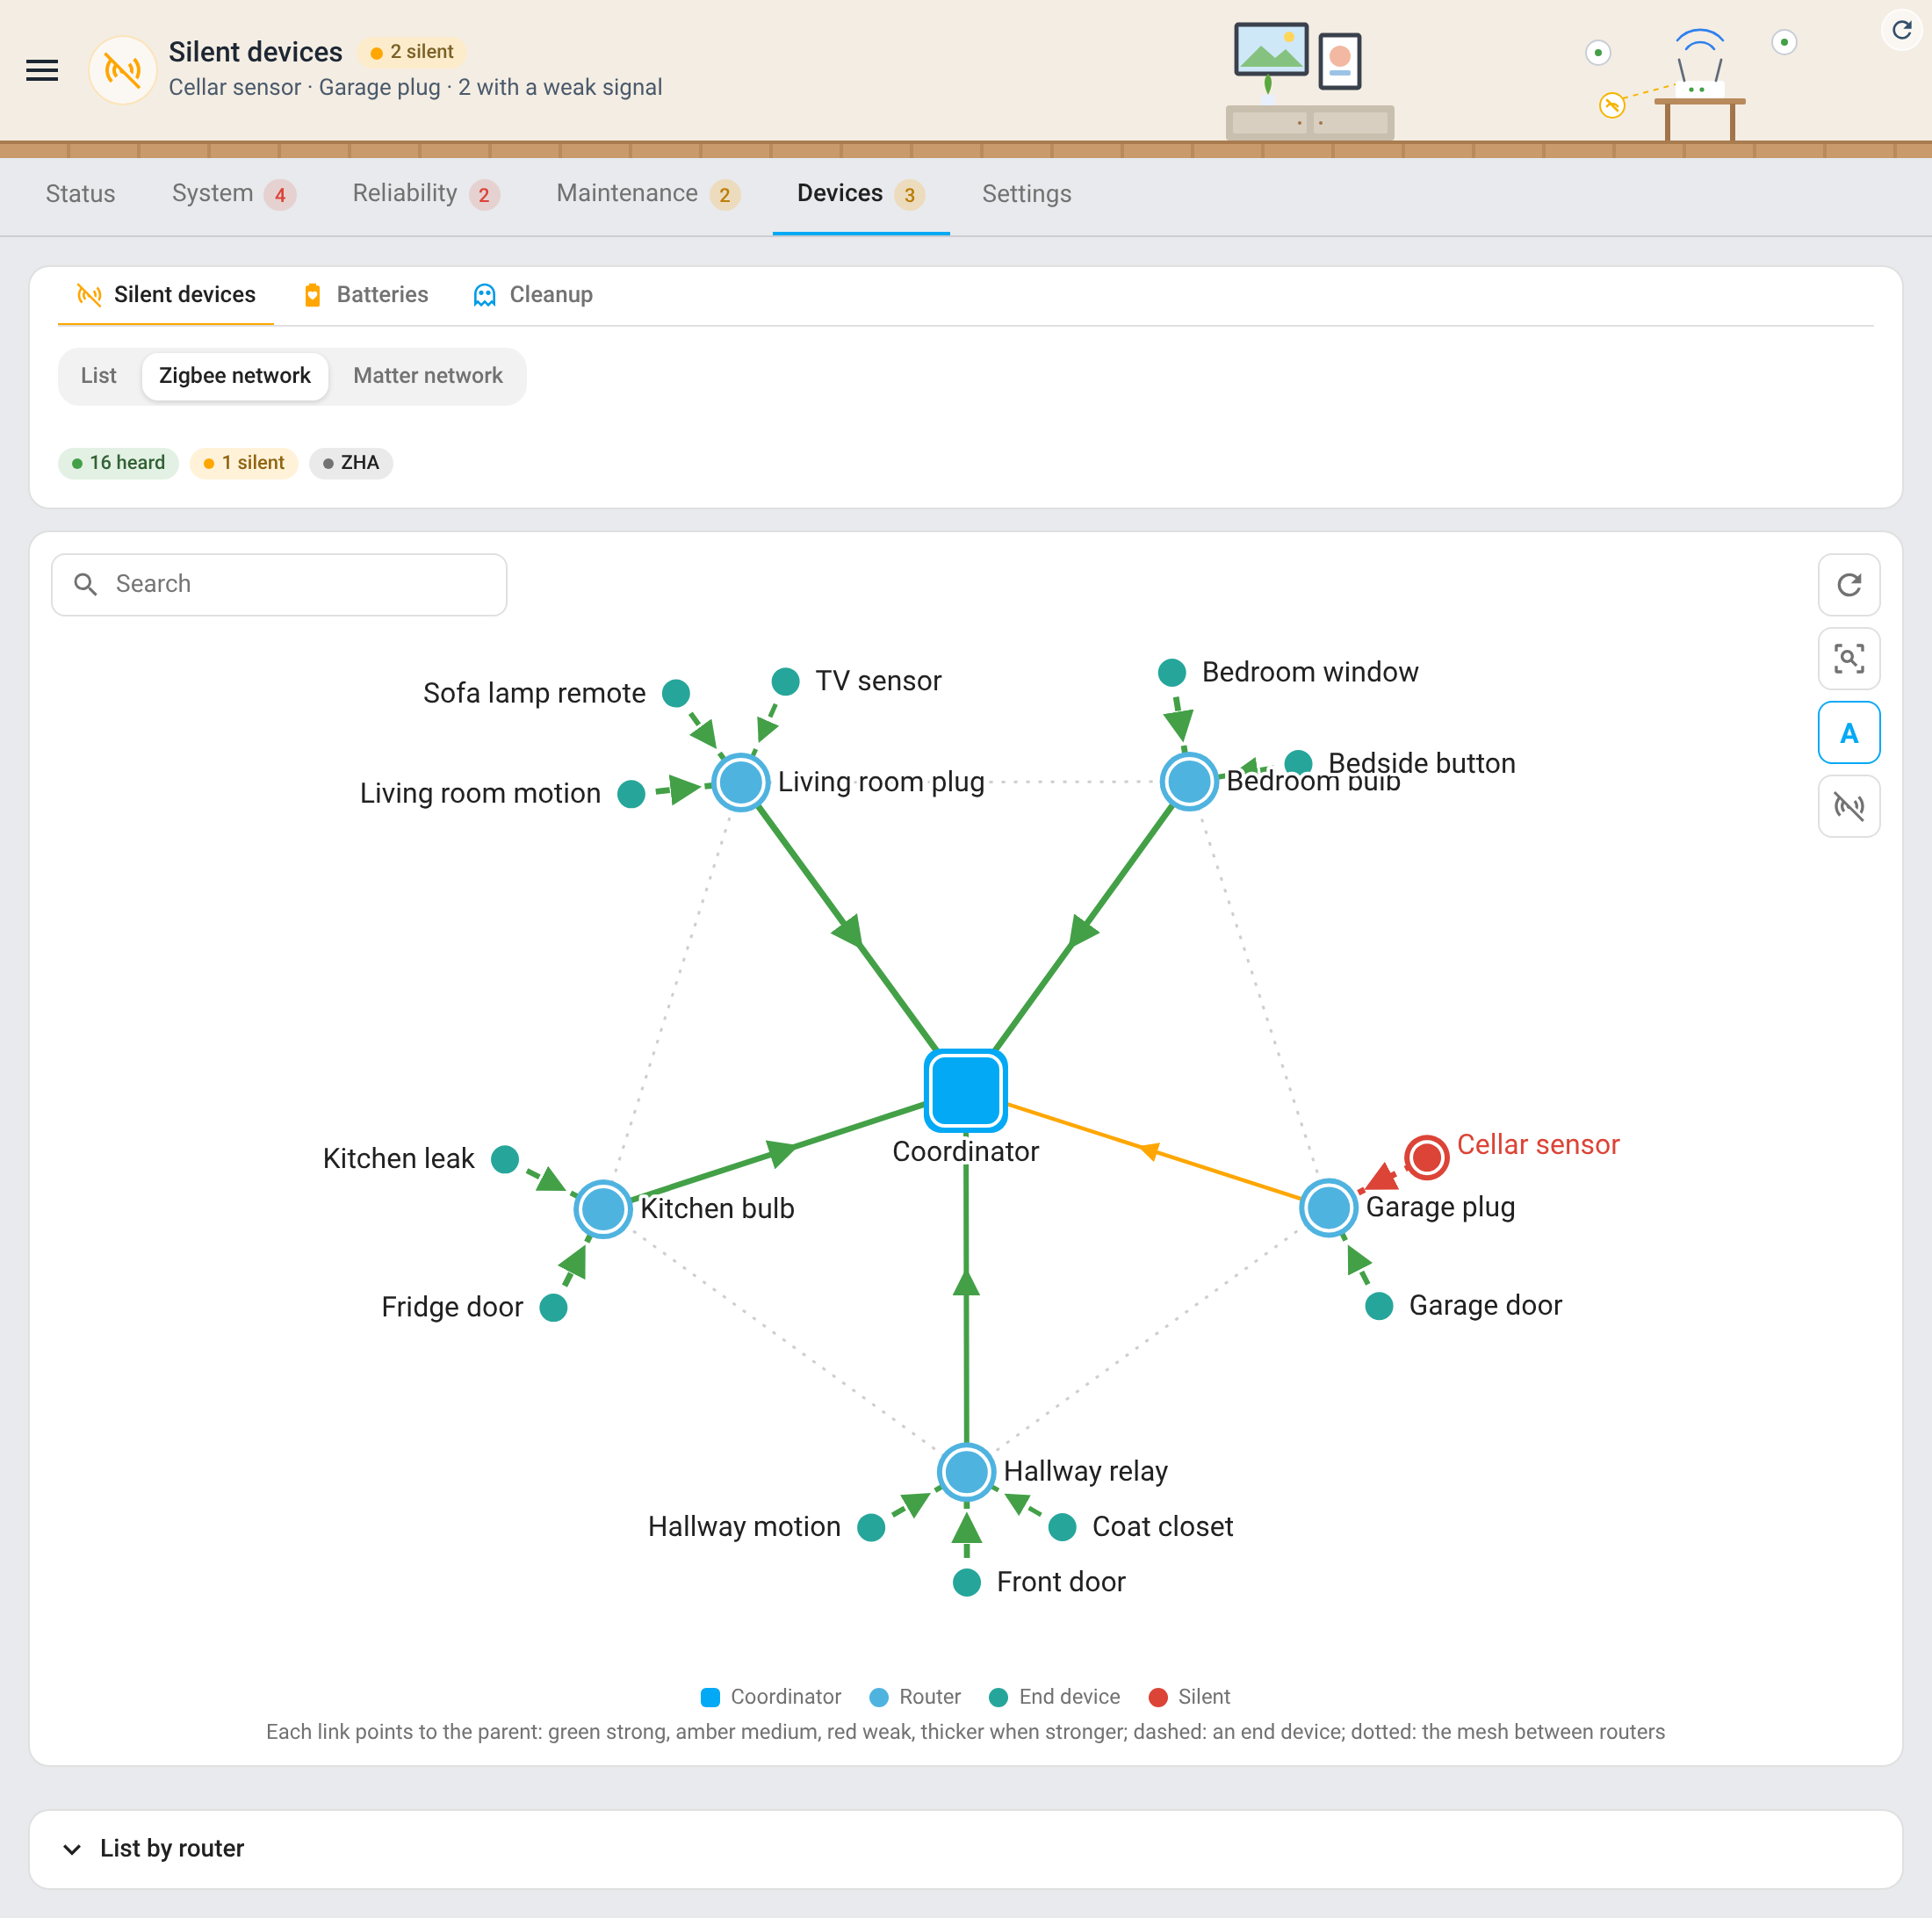 Silent devices 2 silent
Cellar sensor · Garage plug · 2 with a weak signal
Status System 4 Reliability 2 Maintenance 2 Devices 3 Settings
Silent devices Batteries Cleanup
List Zigbee network Matter network
16 heard 1 silent ZHA
Search
A
Sofa lamp remote
TV sensor
Bedroom window
Living room motion
Living room plug
Bedside button
Bedroom bulb
Coordinator
Kitchen leak
Cellar sensor
Kitchen bulb
Garage plug
Fridge door
Garage door
Hallway relay
Hallway motion
Coat closet
Front door
Coordinator Router End device Silent
Each link points to the parent: green strong, amber medium, red weak, thicker when stronger; dashed: an end device; dotted: the mesh between routers
List by router